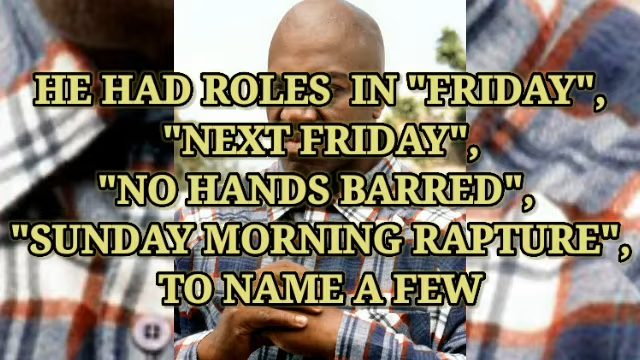 HE HAD ROLES IN "FRIDAY",
"NEXT FRIDAY",
"NO HANDS BARRED",
"SUNDAY MORNING RAPTURE",
TO NAME A FEW